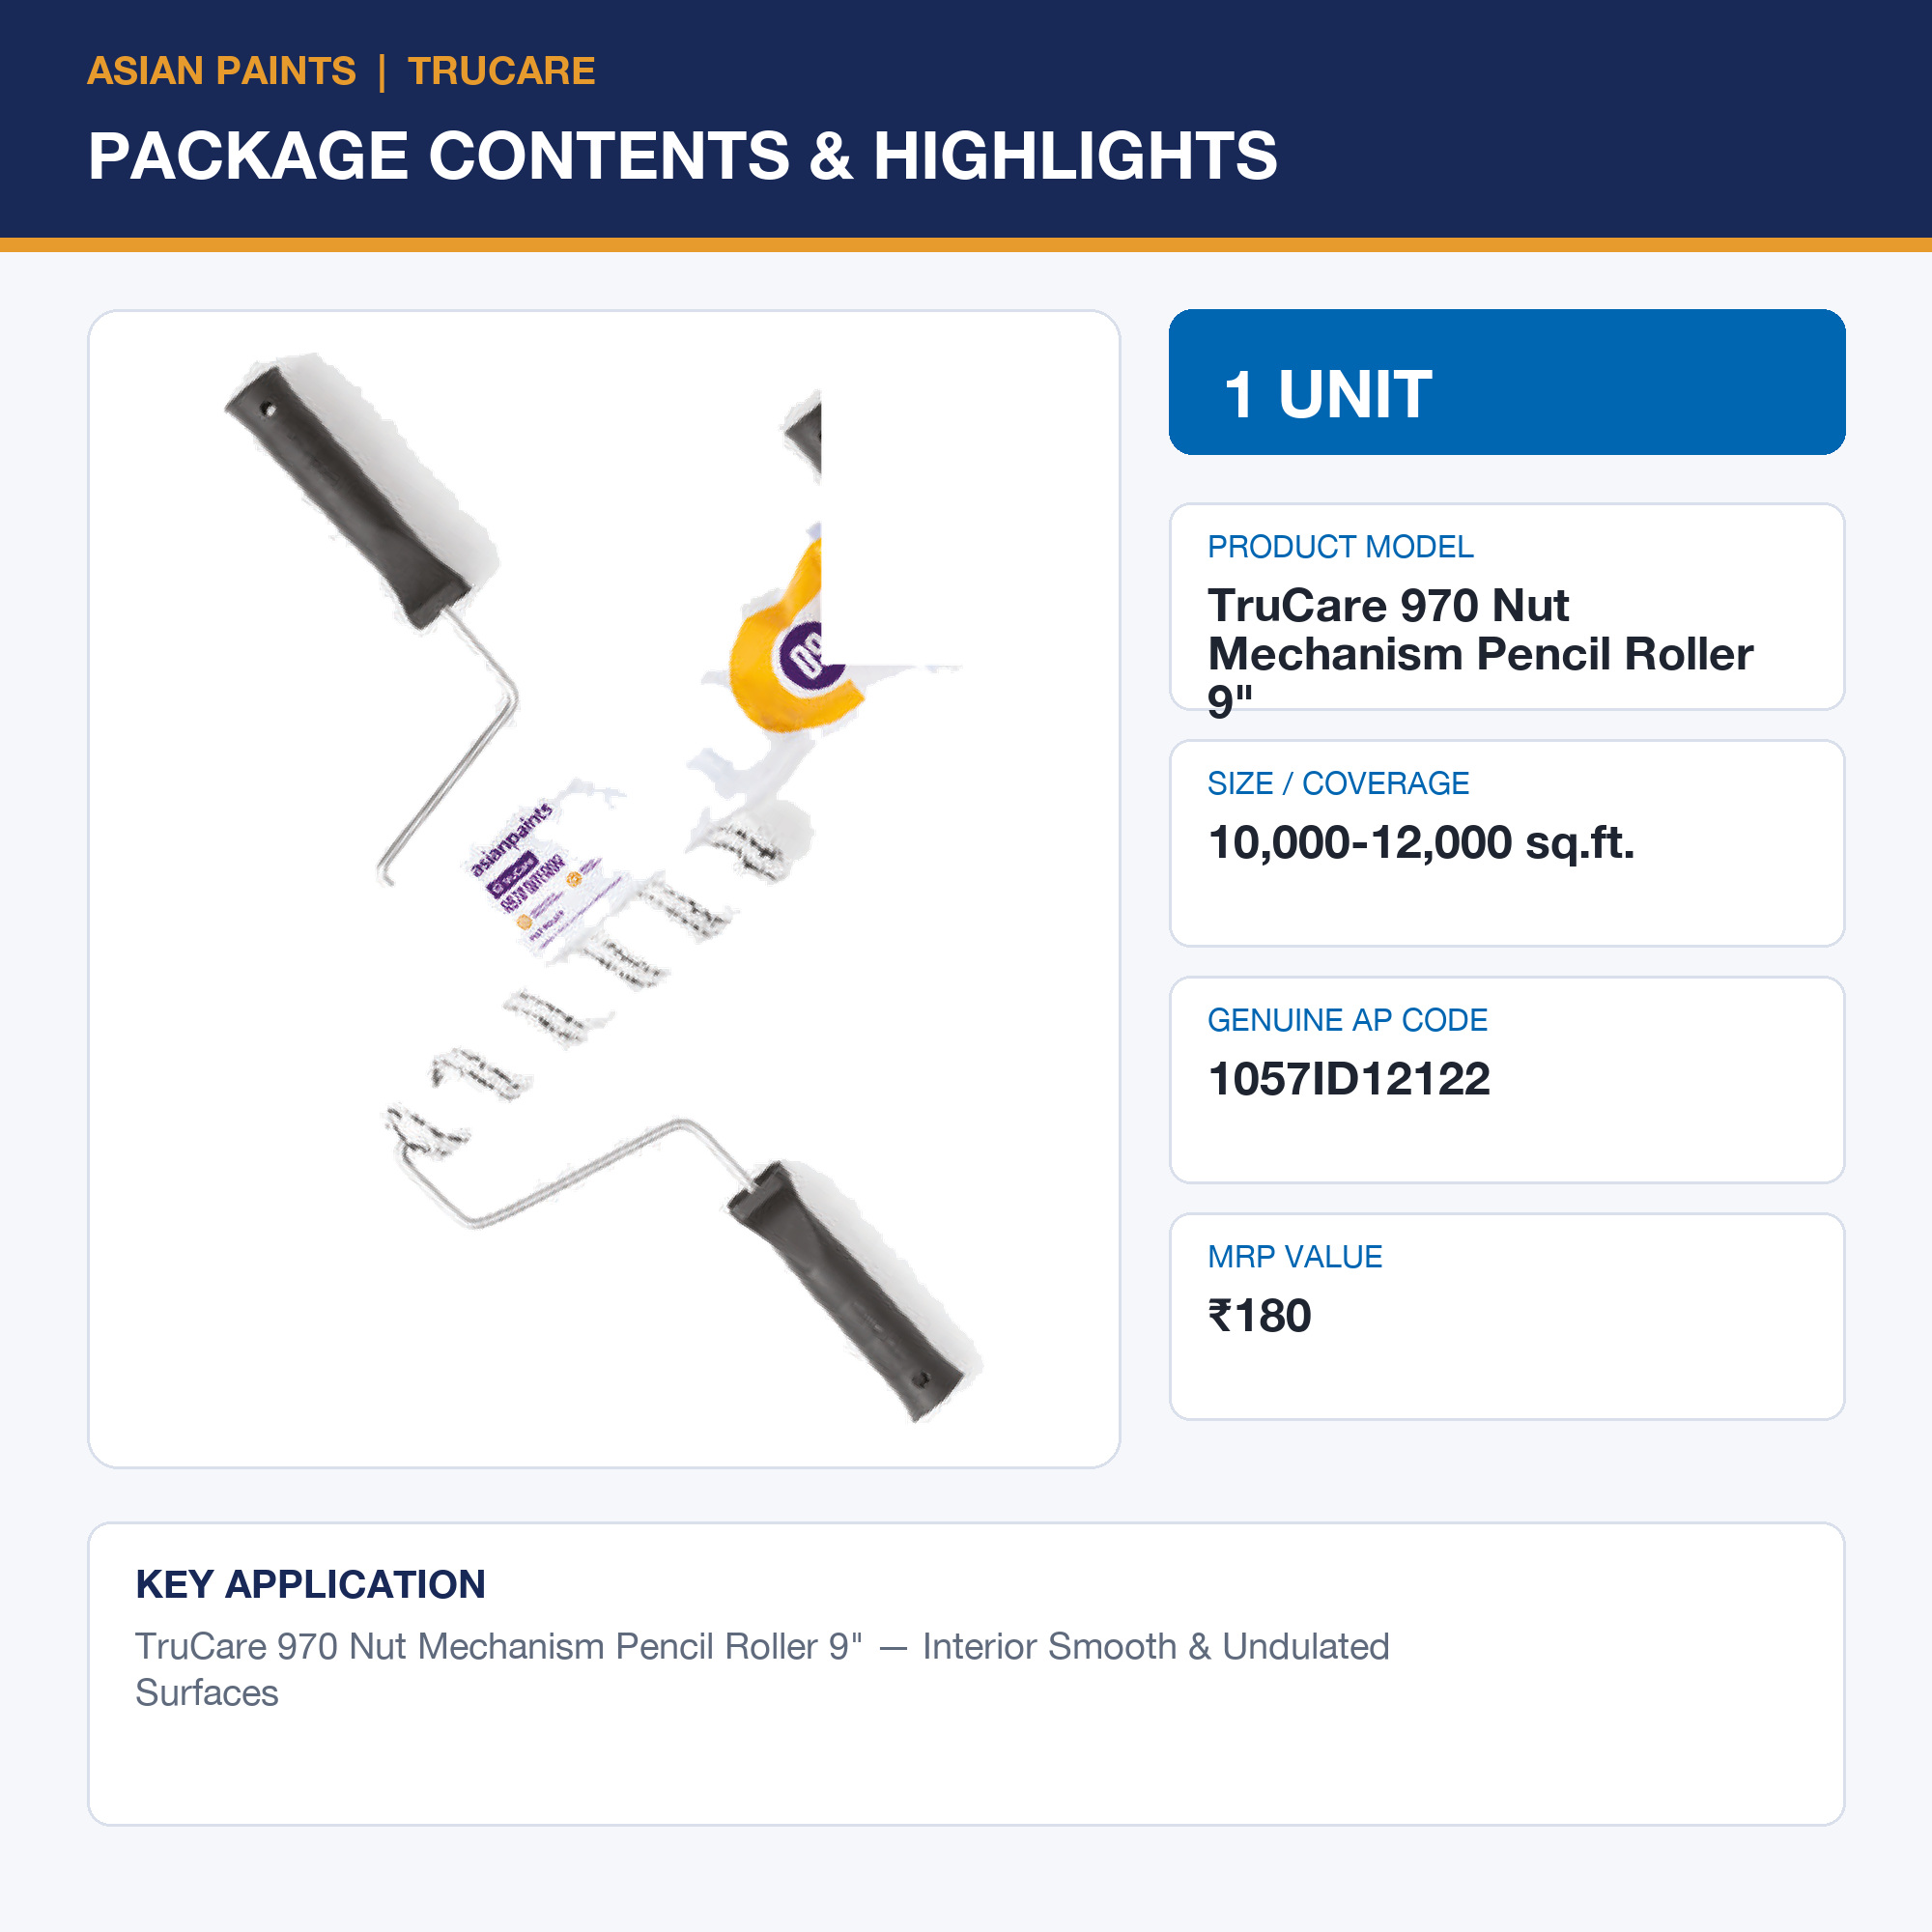 ASIAN PAINTS | TRUCARE
PACKAGE CONTENTS & HIGHLIGHTS
asianpaints
1 UNIT
PRODUCT MODEL
TruCare 970 Nut
Mechanism Pencil Roller
9"
SIZE / COVERAGE
10,000-12,000 sq.ft.
GENUINE AP CODE
1057ID12122
MRP VALUE
₹180
KEY APPLICATION
TruCare 970 Nut Mechanism Pencil Roller 9" — Interior Smooth & Undulated
Surfaces